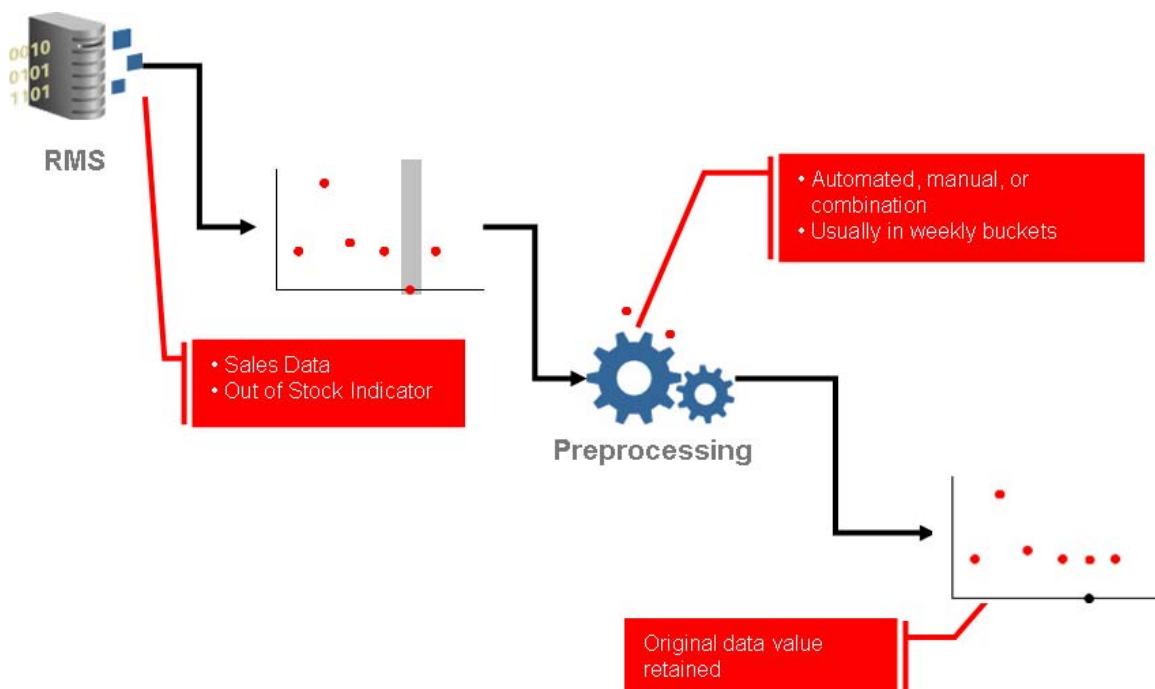 0010
0101
1101
RMS
• Automated, manual, or
combination
• Usually in weekly buckets
• Sales Data
• Out of Stock Indicator
Preprocessing
Original data value
retained